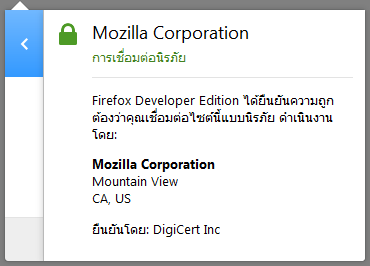 Mozilla Corporation
การเชื่อมต่อนิรภัย
Firefox Developer Edition ได้ยืนยันความถูก
ต้องว่าคุณเชื่อมต่อไซต์นี้แบบนิรภัย ดำเนินงาน
โดย:
Mozilla Corporation
Mountain View
CA, US
ยืนยันโดย: DigiCert Inc